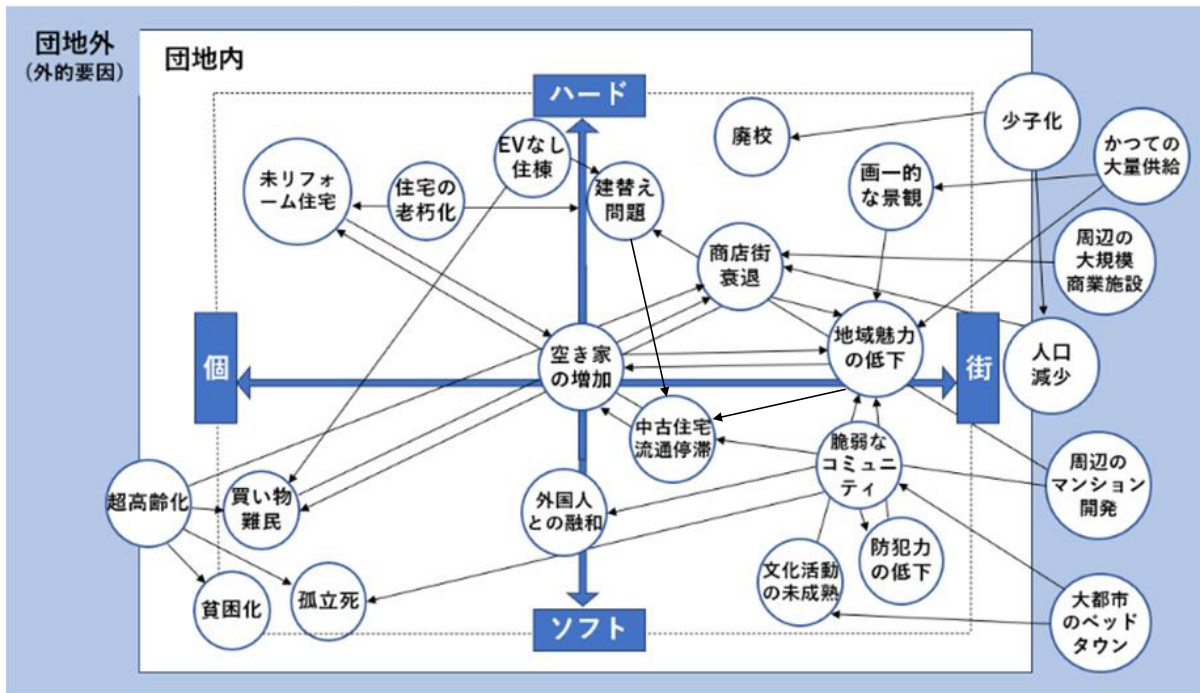 団地外
(外的要因)
団地内
ハード
少子化
廃校
かつての
大量供給
EVなし
住棟
未リフォ
ーム住宅
住宅の
老朽化
建替え
問題
画一的
な景観
商店街
衰退
周辺の
大規模
商業施設
個
空き家
の増加
地域魅力
の低下
街
人口
減少
中古住宅
流通停滞
脆弱な
コミュニ
ティ
周辺の
マンション
開発
超高齢化
買い物
難民
外国人
との融和
防犯力
の低下
文化活動
の未成熟
貧困化
孤立死
大都市
のベッド
タウン
ソフト